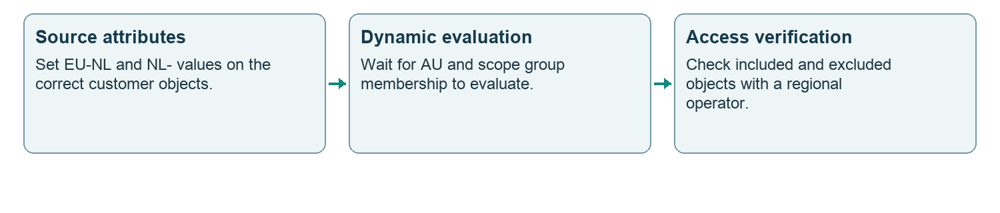 Source attributes
Set EU-NL and NL- values on the
correct customer objects.
Dynamic evaluation
Wait for AU and scope group
membership to evaluate.
Access verification
Check included and excluded
objects with a regional
operator.